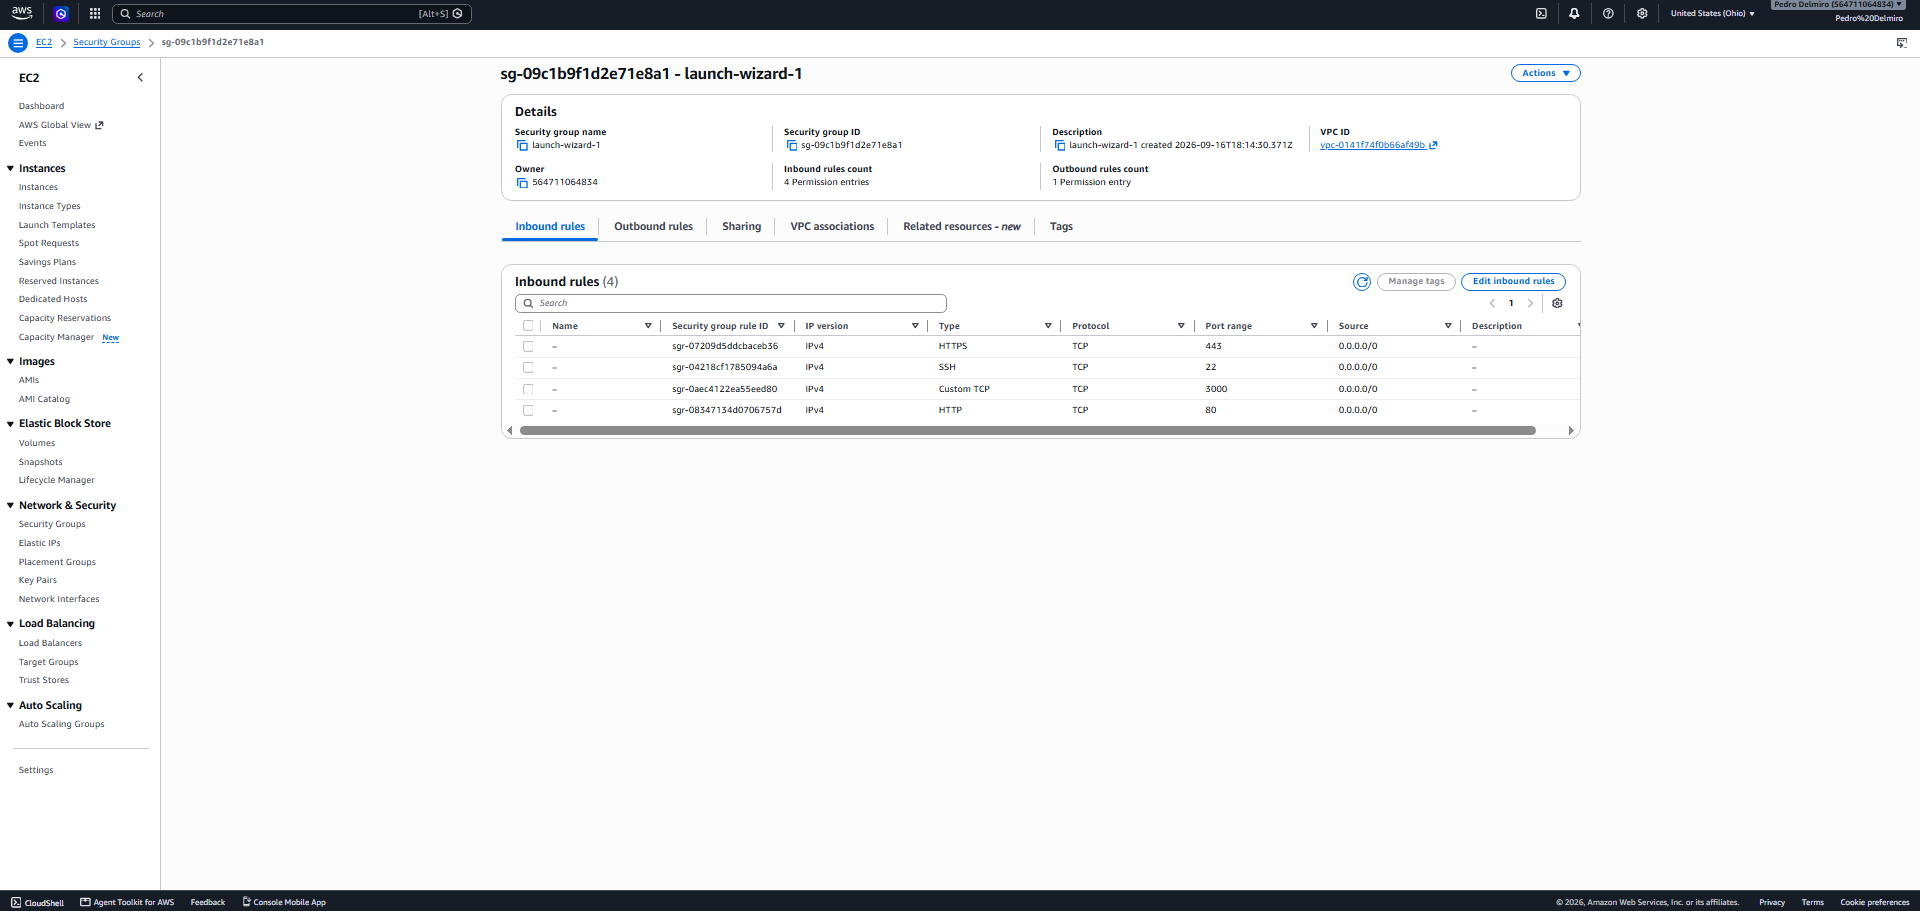 aws
Search
[Alt+S]
United States (Ohio)
Pedro Delmiro (564711064834)
Pedro%20Delmiro
EC2
Security Groups
sg-09c1b9f1d2e71e8a1
EC2
Dashboard
AWS Global View
Events
Instances
Instances
Instance Types
Launch Templates
Spot Requests
Savings Plans
Reserved Instances
Dedicated Hosts
Capacity Reservations
Capacity Manager New
Images
AMIs
AMI Catalog
Elastic Block Store
Volumes
Snapshots
Lifecycle Manager
Network & Security
Security Groups
Elastic IPs
Placement Groups
Key Pairs
Network Interfaces
Load Balancing
Load Balancers
Target Groups
Trust Stores
Auto Scaling
Auto Scaling Groups
Settings
sg-09c1b9f1d2e71e8a1 - launch-wizard-1
Actions
Details
Security group name
launch-wizard-1
Security group ID
sg-09c1b9f1d2e71e8a1
Description
launch-wizard-1 created 2026-09-16T18:14:30.371Z
VPC ID
vpc-0141f74f0b66af49b
Owner
564711064834
Inbound rules count
4 Permission entries
Outbound rules count
1 Permission entry
Inbound rules
Outbound rules
Sharing
VPC associations
Related resources - new
Tags
Inbound rules (4)
Manage tags
Edit inbound rules
Search
1
Name Security group rule ID IP version Type Protocol Port range Source Description
– sgr-07209d5ddcbaceb36 IPv4 HTTPS TCP 443 0.0.0.0/0 –
– sgr-04218cf1785094a6a IPv4 SSH TCP 22 0.0.0.0/0 –
– sgr-0aec4122ea55eed80 IPv4 Custom TCP TCP 3000 0.0.0.0/0 –
– sgr-08347134d0706757d IPv4 HTTP TCP 80 0.0.0.0/0 –
CloudShell
Agent Toolkit for AWS
Feedback
Console Mobile App
© 2026, Amazon Web Services, Inc. or its affiliates.
Privacy
Terms
Cookie preferences